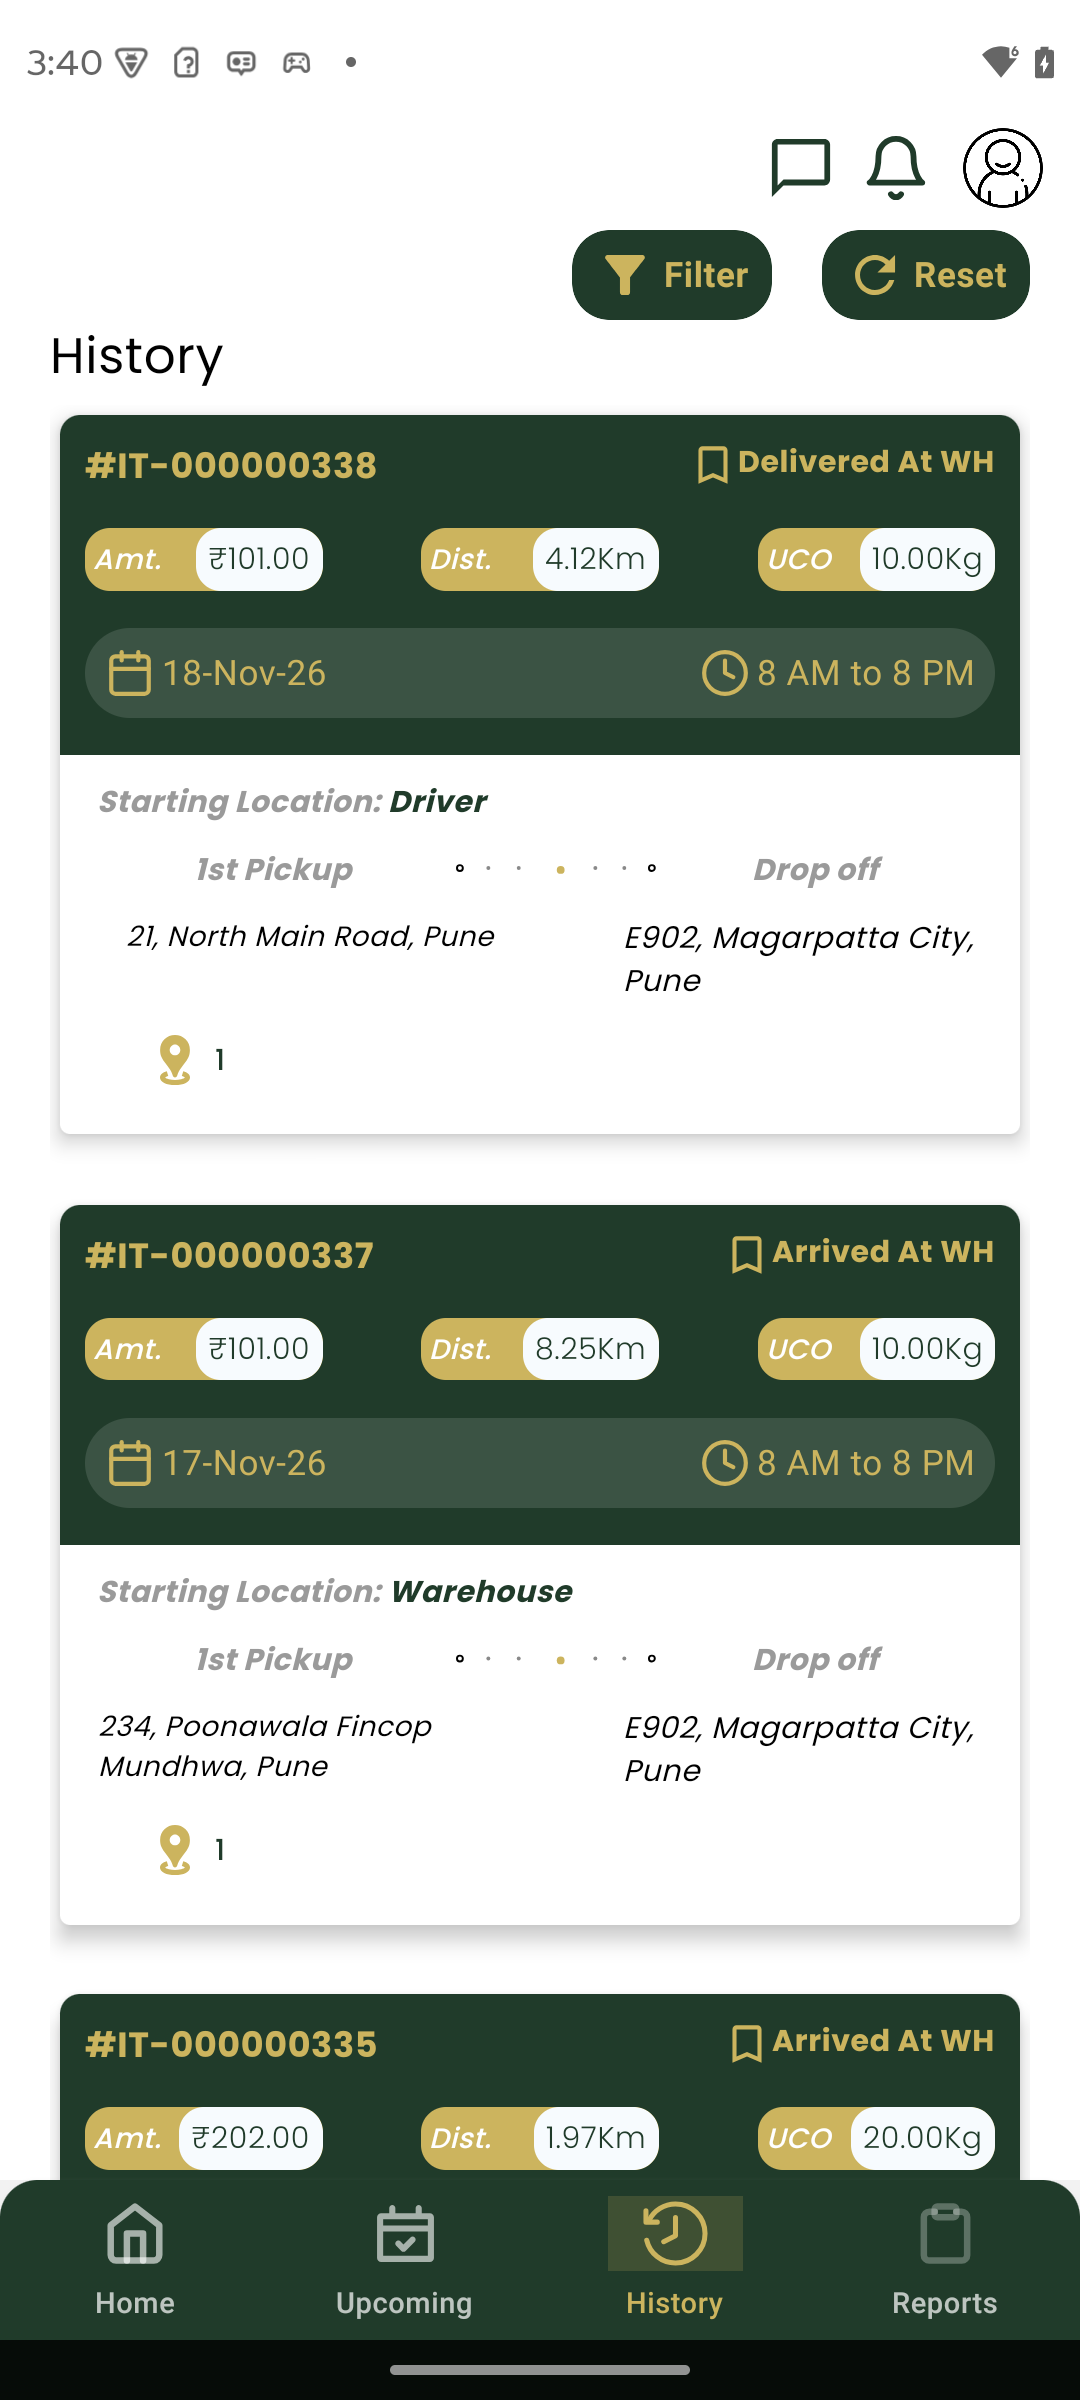 3:40
Filter
Reset
History
#IT-000000338
Delivered At WH
Amt. ₹101.00
Dist. 4.12Km
UCO 10.00Kg
18-Nov-26
8 AM to 8 PM
Starting Location: Driver
1st Pickup
Drop off
21, North Main Road, Pune
E902, Magarpatta City,
Pune
1
#IT-000000337
Arrived At WH
Amt. ₹101.00
Dist. 8.25Km
UCO 10.00Kg
17-Nov-26
8 AM to 8 PM
Starting Location: Warehouse
1st Pickup
Drop off
234, Poonawala Fincop
Mundhwa, Pune
E902, Magarpatta City,
Pune
1
#IT-000000335
Arrived At WH
Amt. ₹202.00
Dist. 1.97Km
UCO 20.00Kg
Home
Upcoming
History
Reports